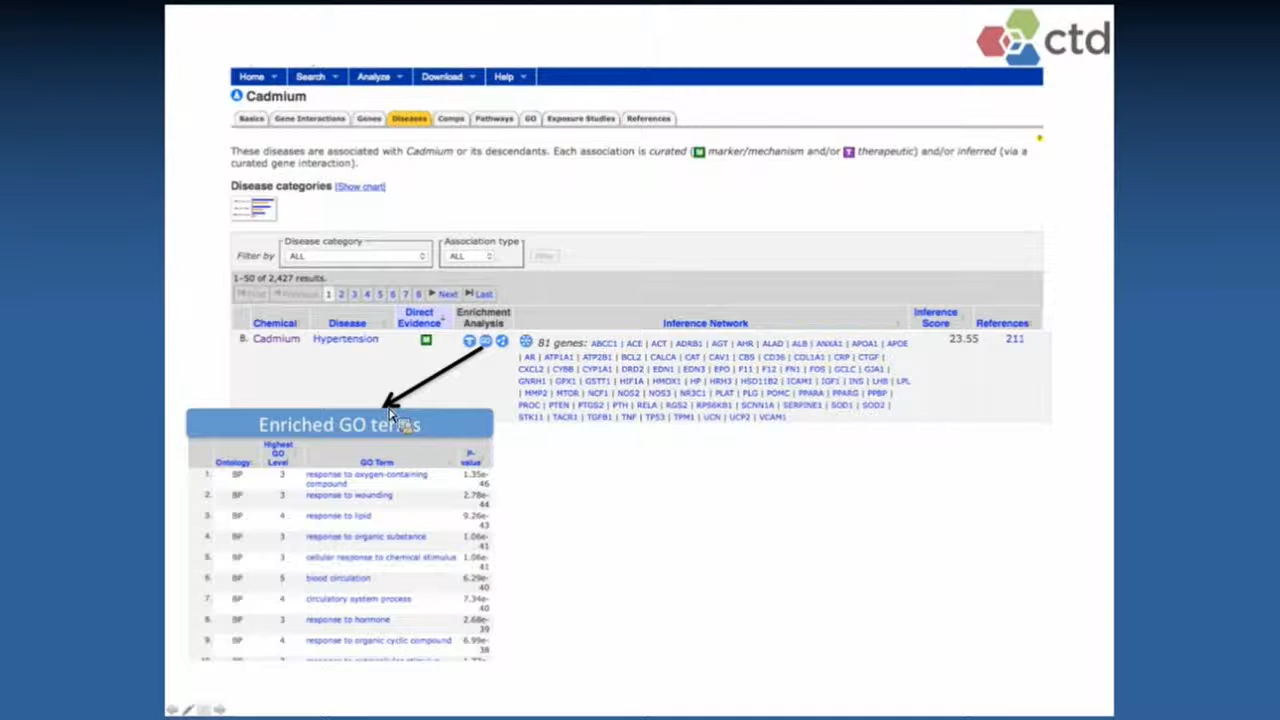 ctd
Home Search Analyze Download Help
Cadmium
Basics Gene Interactions Genes Diseases Comps Pathways GO Exposure Studies References
These diseases are associated with Cadmium or its descendants. Each association is curated (M marker/mechanism and/or T therapeutic) and/or inferred (via a
curated gene interaction).
Disease categories [Show chart]
Disease category Association type
Filter by ALL ALL Filter
1-50 of 2,427 results.
First Previous 1 2 3 4 5 6 7 8 Next Last
Chemical Disease Direct Evidence Enrichment Analysis Inference Network Inference Score References
8. Cadmium Hypertension M GO 81 genes: ABCC1 | ACE | ACT | ADRB1 | AGT | AHR | ALAD | ALB | ANXA1 | APOA1 | APOE 23.55 211
| AR | ATP1A1 | ATP2B1 | BCL2 | CALCA | CAT | CAV1 | CBS | CD36 | COL1A1 | CRP | CTGF |
CXCL2 | CYBB | CYP1A1 | DRD2 | EDN1 | EDN3 | EPO | F11 | F12 | FN1 | FOS | GCLC | GJA1 |
GNRH1 | GPX1 | GSTT1 | HIF1A | HMOX1 | HP | HRH3 | HSD11B2 | ICAM1 | IGF1 | INS | LHB | LPL
| MMP2 | MTOR | NCF1 | NOS2 | NOS3 | NR3C1 | PLAT | PLG | POMC | PPARA | PPARG | PPBP |
PROC | PTEN | PTGS2 | PTH | RELA | RGS2 | RPS6KB1 | SCNN1A | SERPINE1 | SOD1 | SOD2 |
STK11 | TACR1 | TGFB1 | TNF | TP53 | TPM1 | UCN | UCP2 | VCAM1
Enriched GO terms
Ontology Highest GO Level GO Term P-value
1. BP 3 response to oxygen-containing compound 1.35e-46
2. BP 3 response to wounding 2.78e-44
3. BP 4 response to lipid 9.26e-43
4. BP 3 response to organic substance 1.06e-41
5. BP 3 cellular response to chemical stimulus 1.06e-41
6. BP 5 blood circulation 6.29e-40
7. BP 4 circulatory system process 7.34e-40
8. BP 3 response to hormone 2.68e-39
9. BP 4 response to organic cyclic compound 6.99e-38